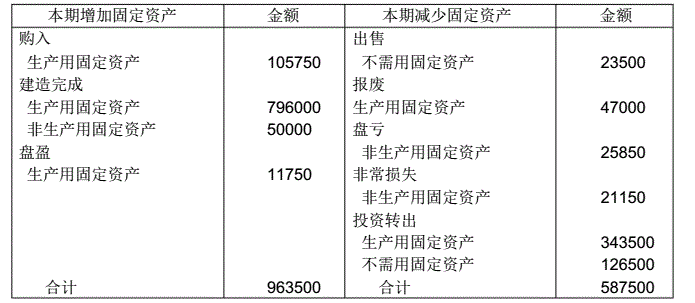 本期增加固定资产 金额 本期减少固定资产 金额
购入 出售
生产用固定资产 105750 不需用固定资产 23500
建造完成 报废
生产用固定资产 796000 生产用固定资产 47000
非生产用固定资产 50000 盘亏
盘盈 非生产用固定资产 25850
生产用固定资产 11750 非常损失
非生产用固定资产 21150
投资转出
生产用固定资产 343500
不需用固定资产 126500
合计 963500 合计 587500